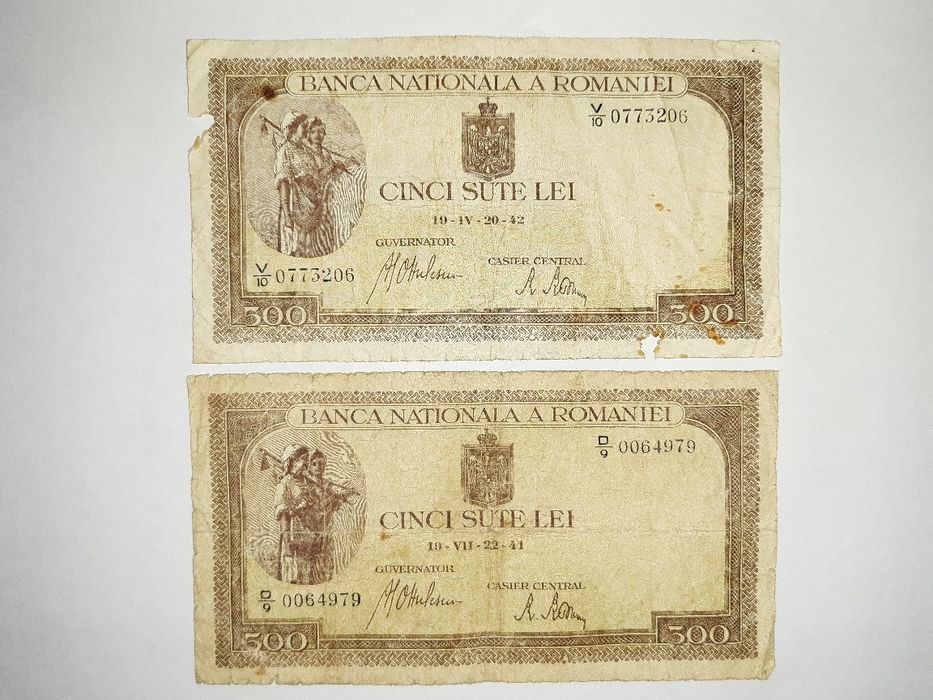 BANCA NATIONALA A ROMANIEI
V/10 0773206
CINCI SUTE LEI
19-IV-20-42
GUVERNATOR
CASIER CENTRAL
V/10 0773206
500
500
BANCA NATIONALA A ROMANIEI
D/9 0064979
CINCI SUTE LEI
19-VII-22-41
GUVERNATOR
CASIER CENTRAL
D/9 0064979
500
500